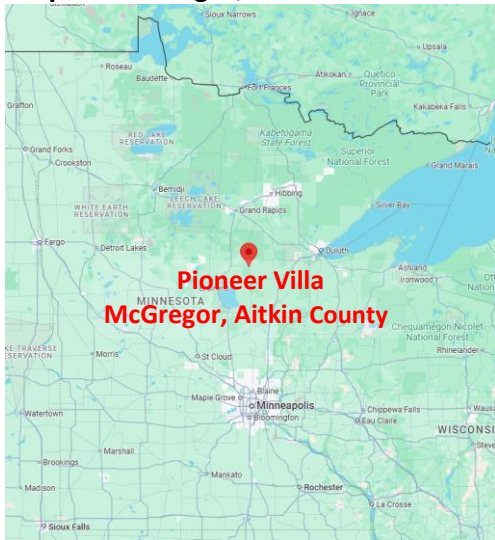 Sioux Narrows
Ignace
Roseau
Upsala
Baudette
Atikokan
Quetico
Provincial
Park
Fort Frances
Grafton
Kakabeka Falls
RED LAKE
RESERVATION
Kabetogama
State Forest
Grand Forks
Superior
National Forest
Crookston
Grand Marais
Bemidji
LEECH LAKE
RESERVATION
Hibbing
WHITE EARTH
RESERVATION
Grand Rapids
Silver Bay
Fargo
Detroit Lakes
Duluth
Pioneer Villa
Ashland
Ironwood
MINNESOTA
McGregor, Aitkin County
Chequamegon-Nicolet
National Forest
Rhinelander
Morris
St Cloud
Blaine
Maple Grove
Minneapolis
Bloomington
Chippewa Falls
Eau Claire
Watertown
WISCONSI
Marshall
Brookings
Mankato
Madison
Rochester
La Crosse
Sioux Falls